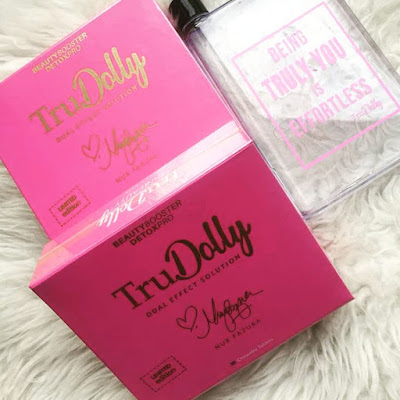 BEAUTYBOOSTER
DETOXPRO
TruDolly
DUAL EFFECT SOLUTION
NUR FAZURA
LIMITED
edition
BEING
TRULY YOU
IS
EFFORTLESS
TruDolly
BEAUTYBOOSTER
DETOXPRO
TruDolly
DUAL EFFECT SOLUTION
NUR FAZURA
LIMITED
edition